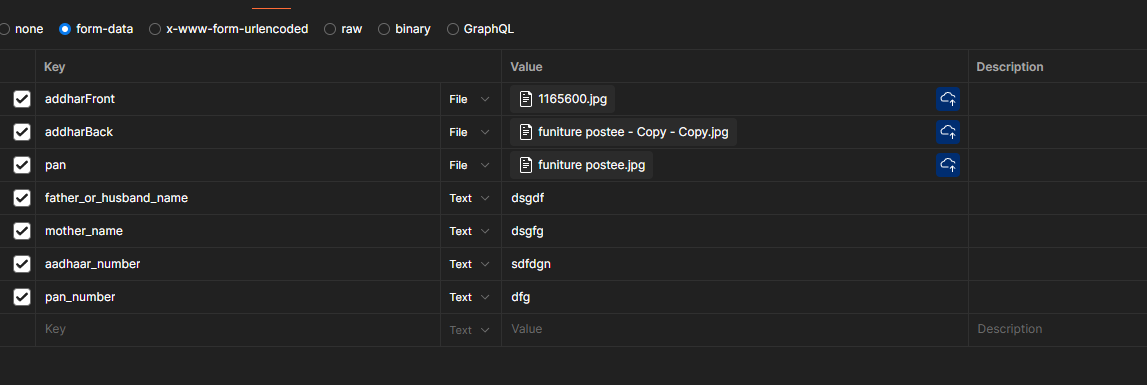 none form-data x-www-form-urlencoded raw binary GraphQL
Key Value Description
addharFront File 1165600.jpg
addharBack File funiture postee - Copy - Copy.jpg
pan File funiture postee.jpg
father_or_husband_name Text dsgdf
mother_name Text dsgfg
aadhaar_number Text sdfdgn
pan_number Text dfg
Key Text Value Description